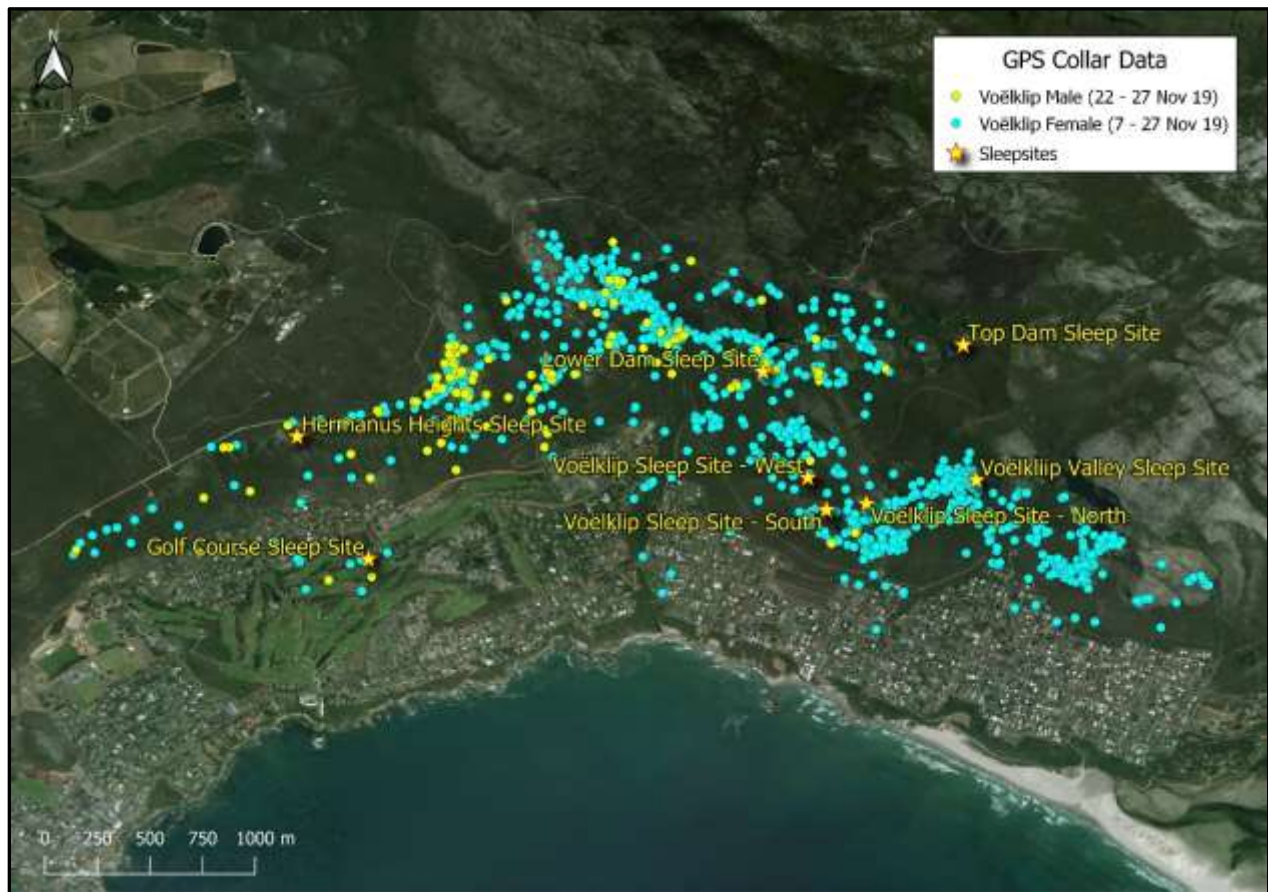 N
GPS Collar Data
Voëlklip Male (22 - 27 Nov 19)
Voëlklip Female (7 - 27 Nov 19)
Sleepsites
Top Dam Sleep Site
Lower Dam Sleep Site
Hermanus Heights Sleep Site
Voëlklip Sleep Site - West
Voëlkliip Valley Sleep Site
Voëlklip Sleep Site - South
Voëlklip Sleep Site - North
Golf Course Sleep Site
0 250 500 750 1000 m